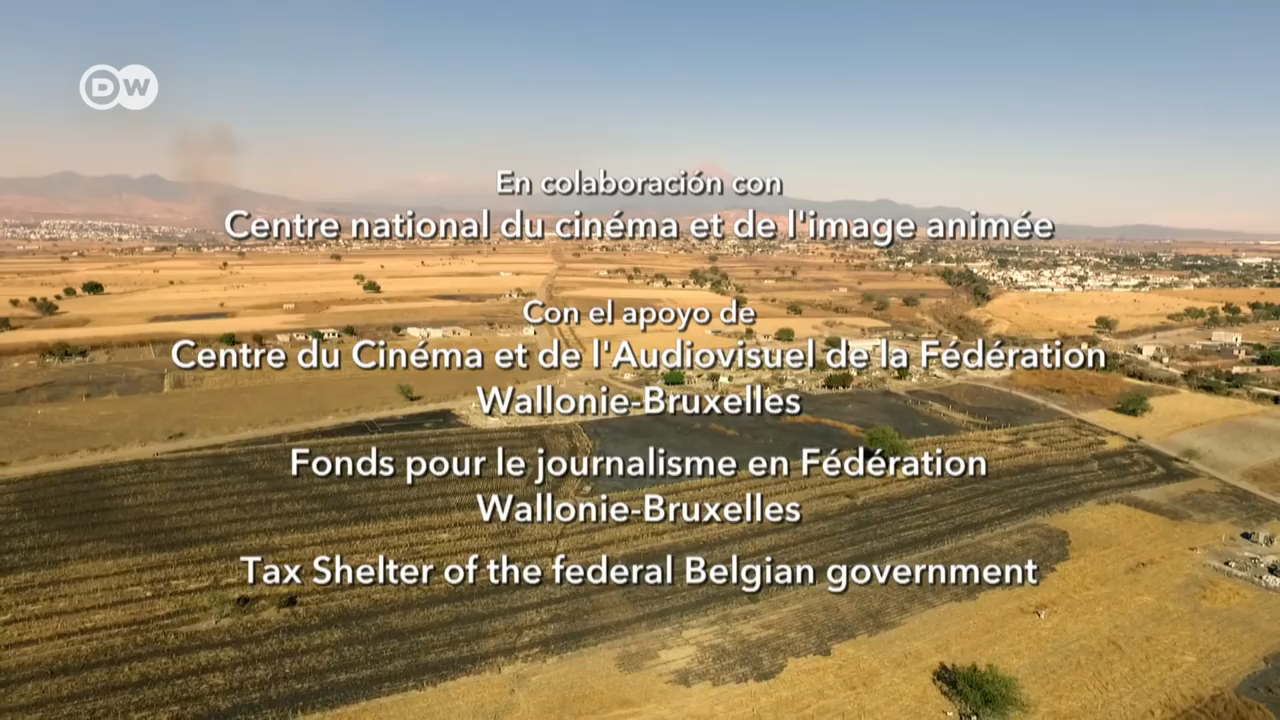 DW
En colaboración con
Centre national du cinéma et de l'image animée
Con el apoyo de
Centre du Cinéma et de l'Audiovisuel de la Fédération
Wallonie-Bruxelles
Fonds pour le journalisme en Fédération
Wallonie-Bruxelles
Tax Shelter of the federal Belgian government